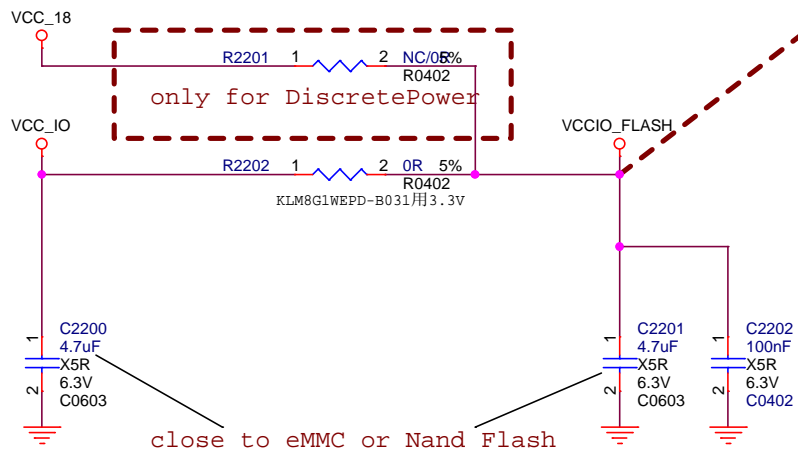 VCC_18
R2201 1 2 NC/0R 5%
R0402
only for DiscretePower
VCC_IO
VCCIO_FLASH
R2202 1 2 0R 5%
R0402
KLM8G1WEPD-B031用3.3V
1 C2200
4.7uF
X5R
2 6.3V
C0603
1 C2201
4.7uF
X5R
2 6.3V
C0603
1 C2202
100nF
X5R
2 6.3V
C0402
close to eMMC or Nand Flash